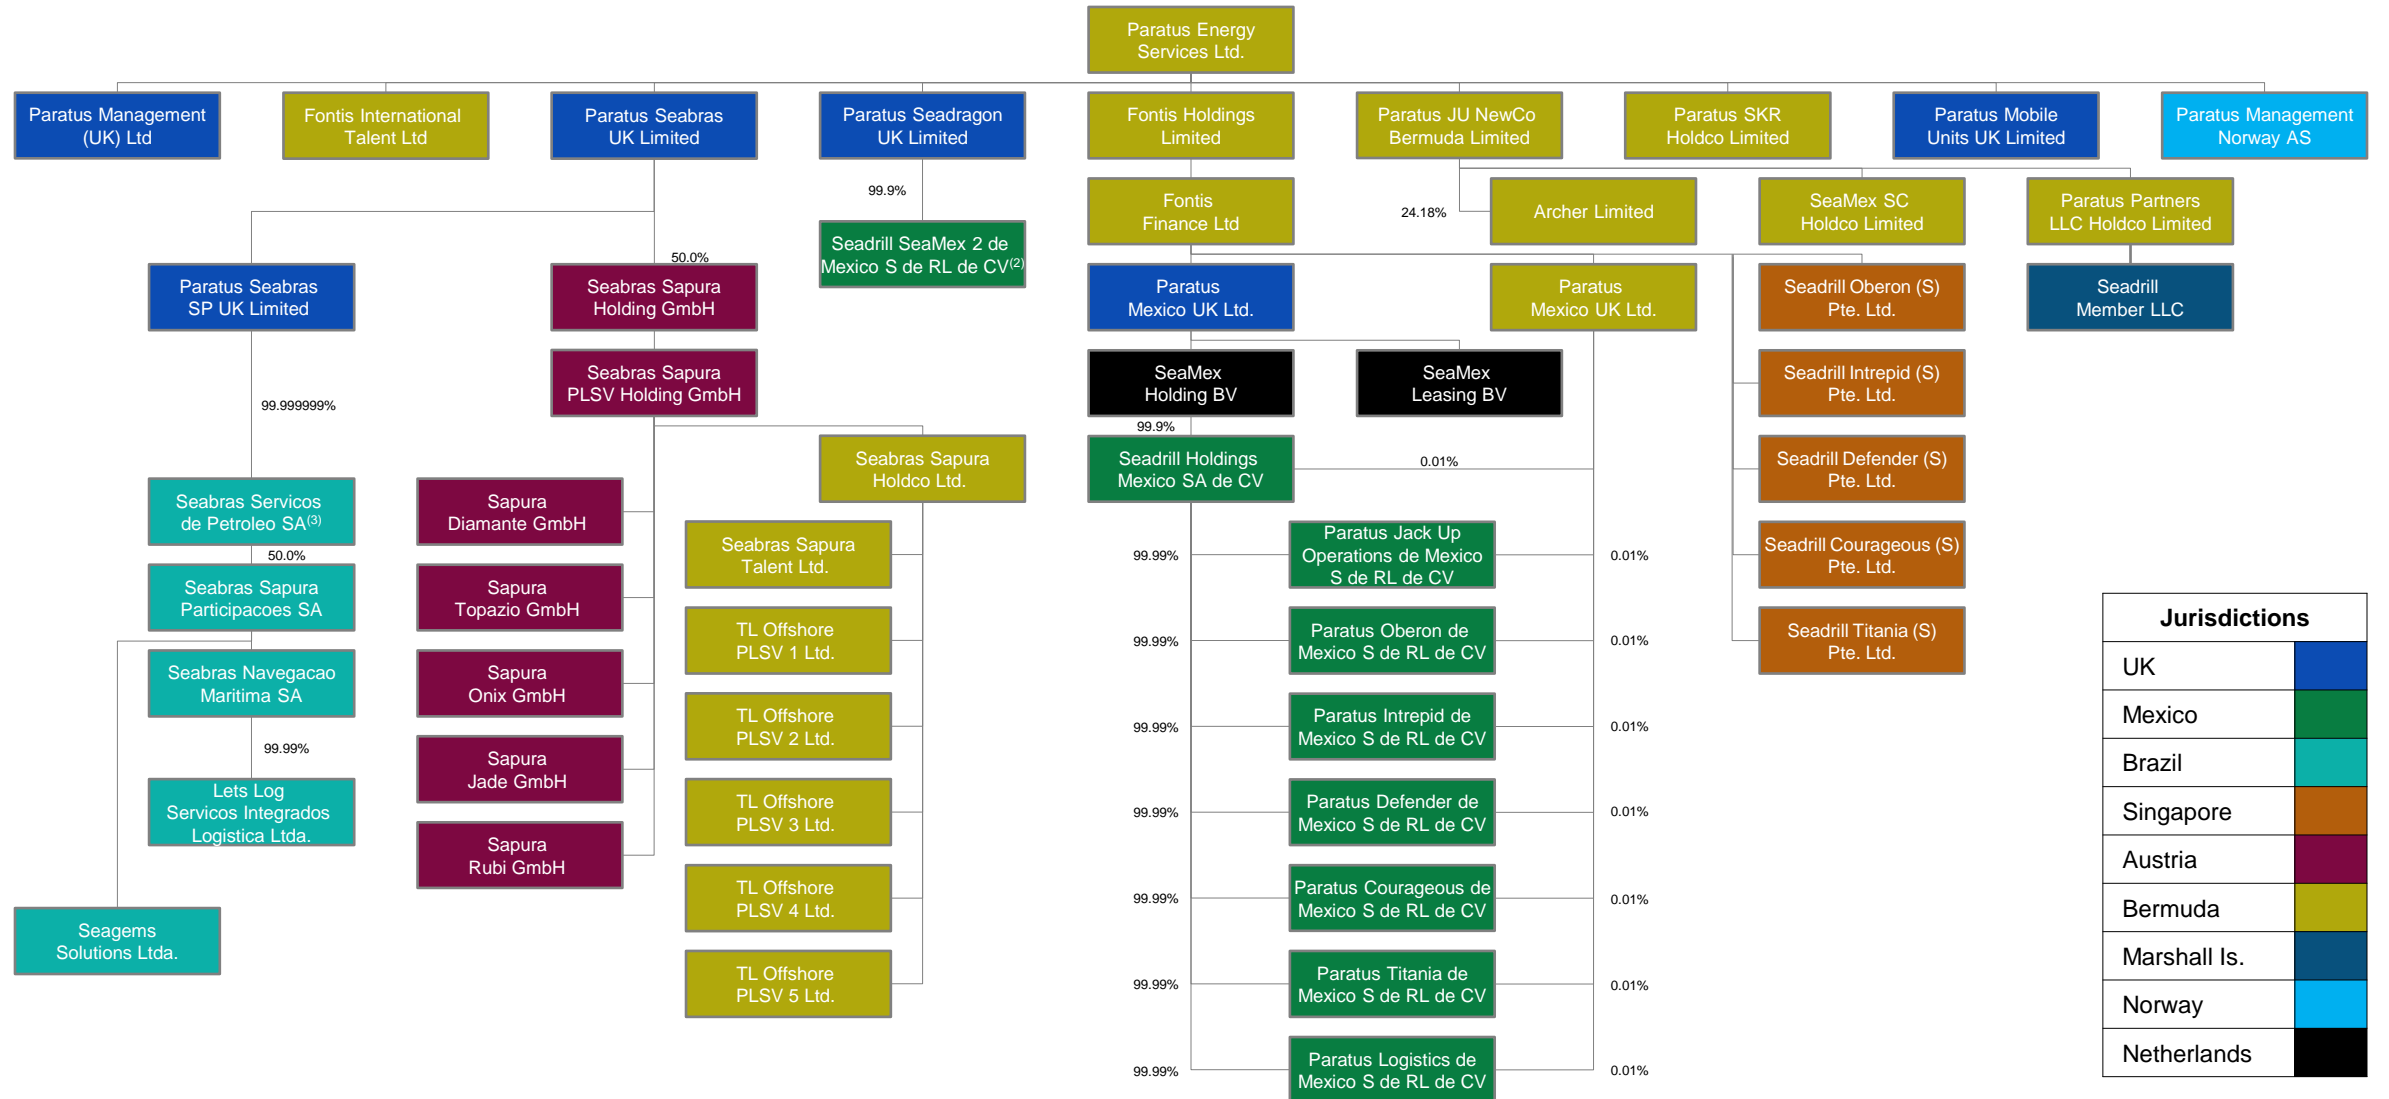 Paratus Energy
Services Ltd.
Paratus Management
(UK) Ltd
Fontis International
Talent Ltd
Paratus Seabras
UK Limited
Paratus Seadragon
UK Limited
Fontis Holdings
Limited
Paratus JU NewCo
Bermuda Limited
Paratus SKR
Holdco Limited
Paratus Mobile
Units UK Limited
Paratus Management
Norway AS
99.9%
Fontis
Finance Ltd
24.18%
Archer Limited
SeaMex SC
Holdco Limited
Paratus Partners
LLC Holdco Limited
Seadrill SeaMex 2 de
Mexico S de RL de CV(2)
50.0%
Paratus Seabras
SP UK Limited
Seabras Sapura
Holding GmbH
Paratus
Mexico UK Ltd.
Paratus
Mexico UK Ltd.
Seadrill Oberon (S)
Pte. Ltd.
Seadrill
Member LLC
Seabras Sapura
PLSV Holding GmbH
SeaMex
Holding BV
SeaMex
Leasing BV
Seadrill Intrepid (S)
Pte. Ltd.
99.999999%
99.9%
Seabras Sapura
Holdco Ltd.
Seadrill Holdings
Mexico SA de CV
0.01%
Seadrill Defender (S)
Pte. Ltd.
Seabras Servicos
de Petroleo SA(3)
Sapura
Diamante GmbH
50.0%
Seabras Sapura
Talent Ltd.
99.99%
Paratus Jack Up
Operations de Mexico
S de RL de CV
0.01%
Seadrill Courageous (S)
Pte. Ltd.
Seabras Sapura
Participacoes SA
Sapura
Topazio GmbH
TL Offshore
PLSV 1 Ltd.
99.99%
Paratus Oberon de
Mexico S de RL de CV
0.01%
Seadrill Titania (S)
Pte. Ltd.
Seabras Navegacao
Maritima SA
Sapura
Onix GmbH
TL Offshore
PLSV 2 Ltd.
99.99%
Paratus Intrepid de
Mexico S de RL de CV
0.01%
99.99%
Lets Log
Servicos Integrados
Logistica Ltda.
Sapura
Jade GmbH
TL Offshore
PLSV 3 Ltd.
99.99%
Paratus Defender de
Mexico S de RL de CV
0.01%
Sapura
Rubi GmbH
TL Offshore
PLSV 4 Ltd.
99.99%
Paratus Courageous de
Mexico S de RL de CV
0.01%
Seagems
Solutions Ltda.
TL Offshore
PLSV 5 Ltd.
99.99%
Paratus Titania de
Mexico S de RL de CV
0.01%
99.99%
Paratus Logistics de
Mexico S de RL de CV
0.01%
Jurisdictions
UK
Mexico
Brazil
Singapore
Austria
Bermuda
Marshall Is.
Norway
Netherlands